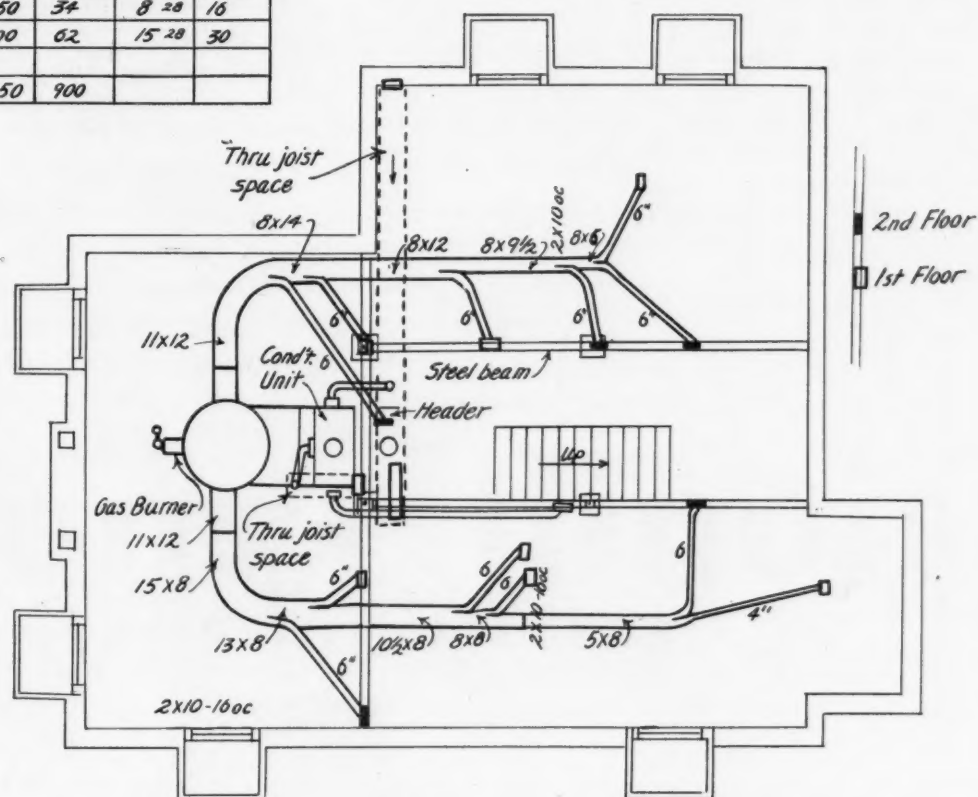 50 34 8 28 16
00 62 15 28 30
50 900
Thru joist
space
8x14
8x12
8x9½
2x10 oc
8x6
6"
2nd Floor
1st Floor
11x12
6"
6"
6"
6"
Cond't.
Unit
6
Steel beam
Header
Up
Gas Burner
11x12
Thru joist
space
15x8
6"
6
6
6
4"
13x8
10½x8
8x8
2x10-16oc
5x8
6"
2x10-16oc